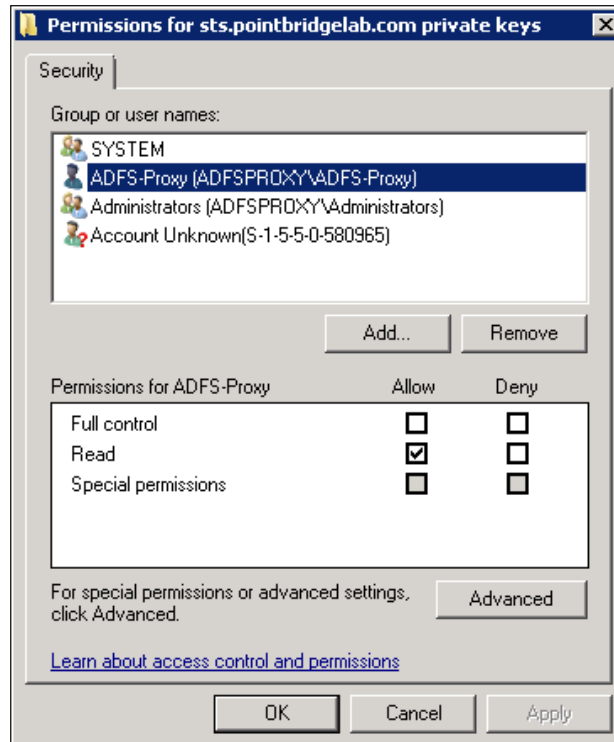 Permissions for sts.pointbridgelab.com private keys
Security
Group or user names:
SYSTEM
ADFS-Proxy (ADFSPROXY\ADFS-Proxy)
Administrators (ADFSPROXY\Administrators)
Account Unknown(S-1-5-5-0-580965)
Add... Remove
Permissions for ADFS-Proxy Allow Deny
Full control
Read
Special permissions
For special permissions or advanced settings,
click Advanced.
Advanced
Learn about access control and permissions
OK Cancel Apply